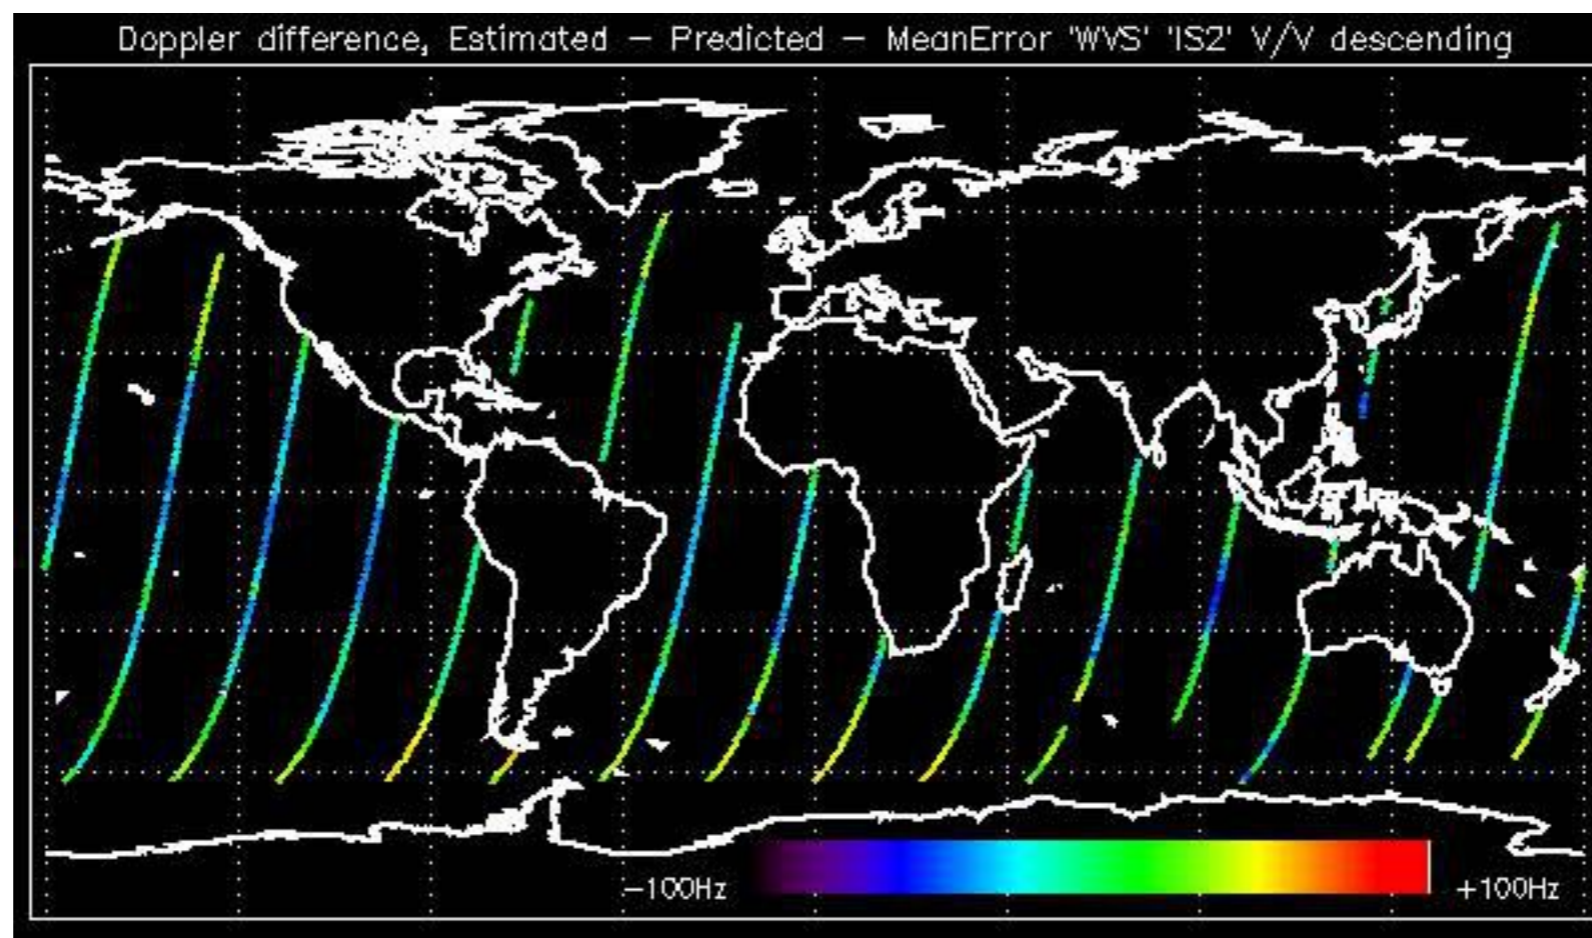 Doppler difference, Estimated – Predicted – MeanError 'WVS' 'IS2' V/V descending
–100Hz +100Hz